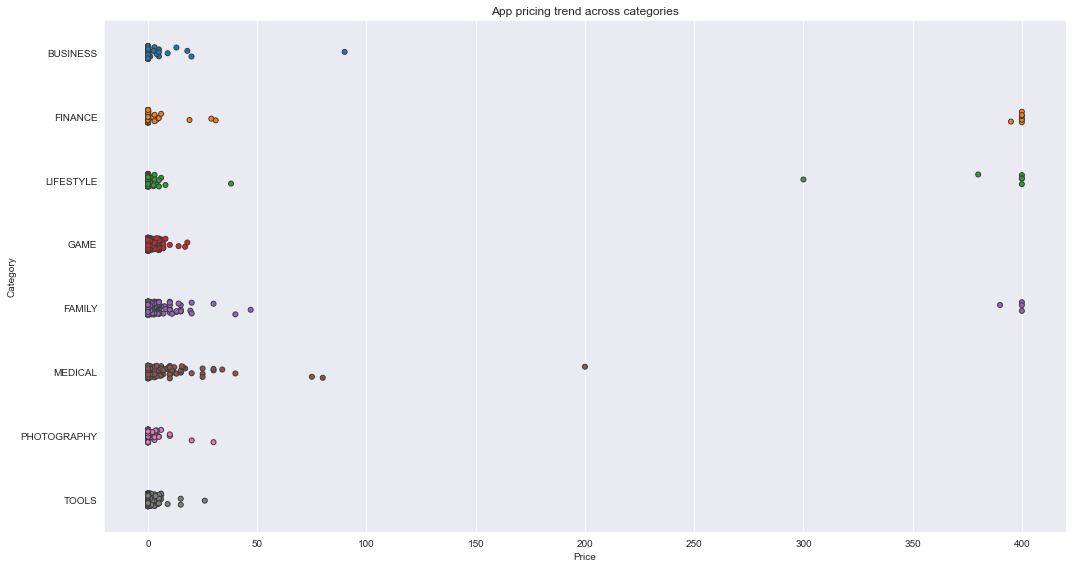 App pricing trend across categories
BUSINESS
FINANCE
LIFESTYLE
GAME
FAMILY
MEDICAL
PHOTOGRAPHY
TOOLS
Category
0 50 100 150 200 250 300 350 400
Price